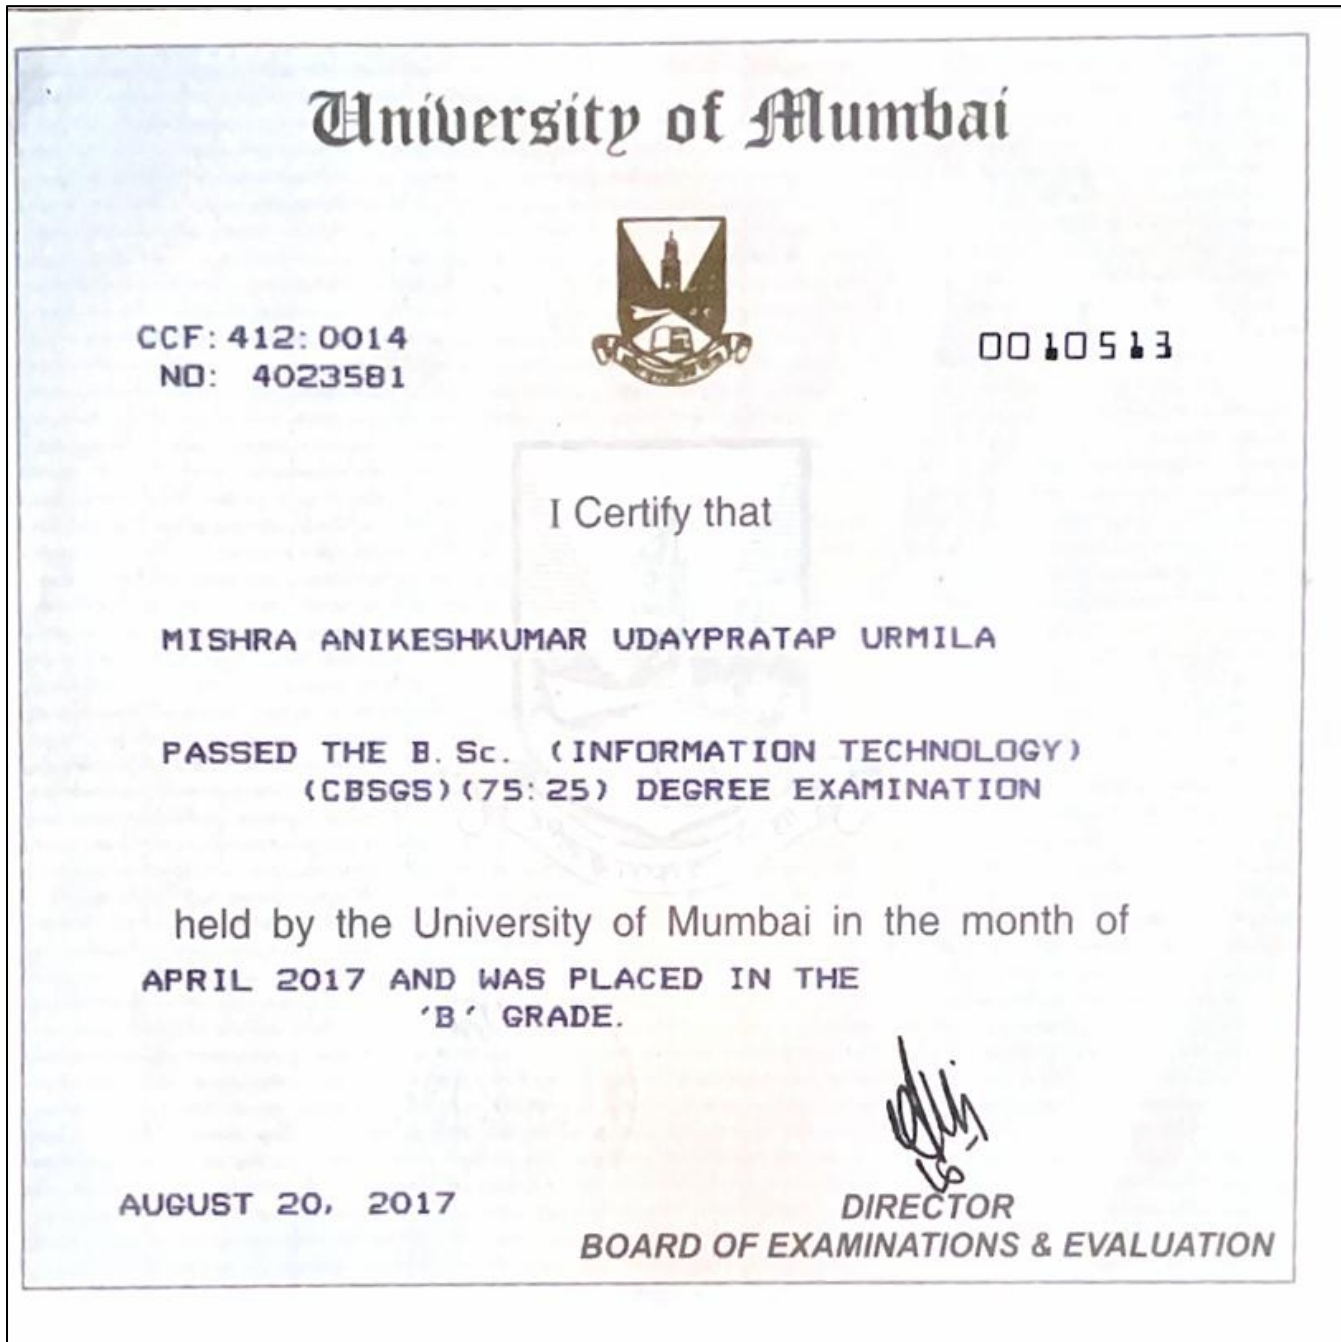 University of Mumbai
CCF: 412: 0014
NO: 4023581
0010513
I Certify that
MISHRA ANIKESHKUMAR UDAYPRATAP URMILA
PASSED THE B.Sc. (INFORMATION TECHNOLOGY)
(CBSGS)(75:25) DEGREE EXAMINATION
held by the University of Mumbai in the month of
APRIL 2017 AND WAS PLACED IN THE
'B' GRADE.
AUGUST 20, 2017
DIRECTOR
BOARD OF EXAMINATIONS & EVALUATION